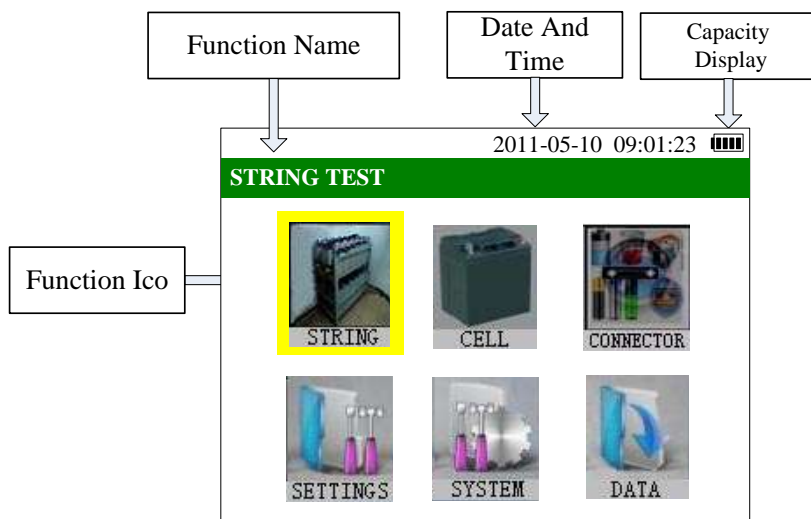 Function Name
Date And
Time
Capacity
Display
2011-05-10 09:01:23
STRING TEST
Function Ico
STRING
CELL
CONNECTOR
SETTINGS
SYSTEM
DATA